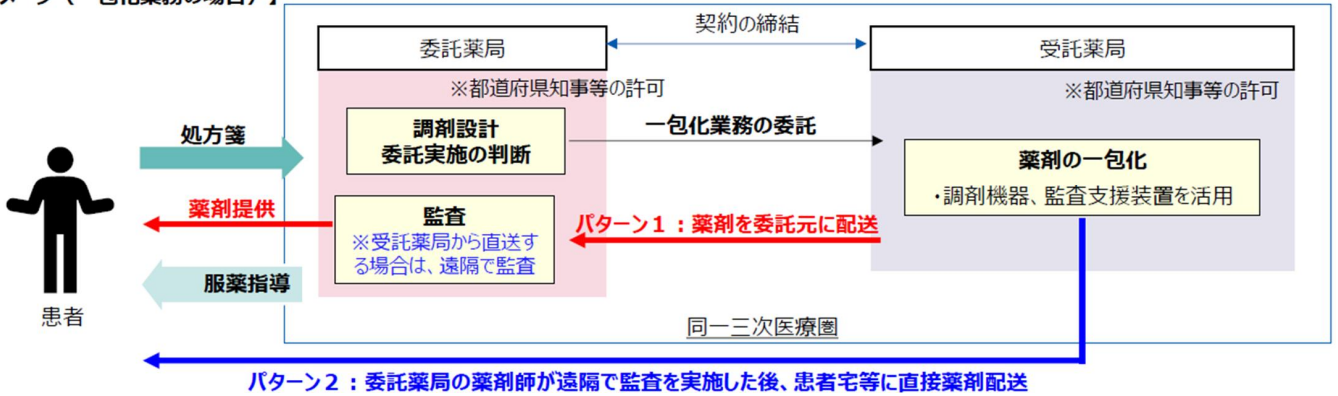 包化業務の場合）】
契約の締結
委託薬局
受託薬局
※都道府県知事等の許可
※都道府県知事等の許可
処方箋
調剤設計
委託実施の判断
一包化業務の委託
薬剤の一包化
・調剤機器、監査支援装置を活用
薬剤提供
監査
※受託薬局から直送す
る場合は、遠隔で監査
パターン１：薬剤を委託元に配送
服薬指導
患者
同一三次医療圏
パターン２：委託薬局の薬剤師が遠隔で監査を実施した後、患者宅等に直接薬剤配送